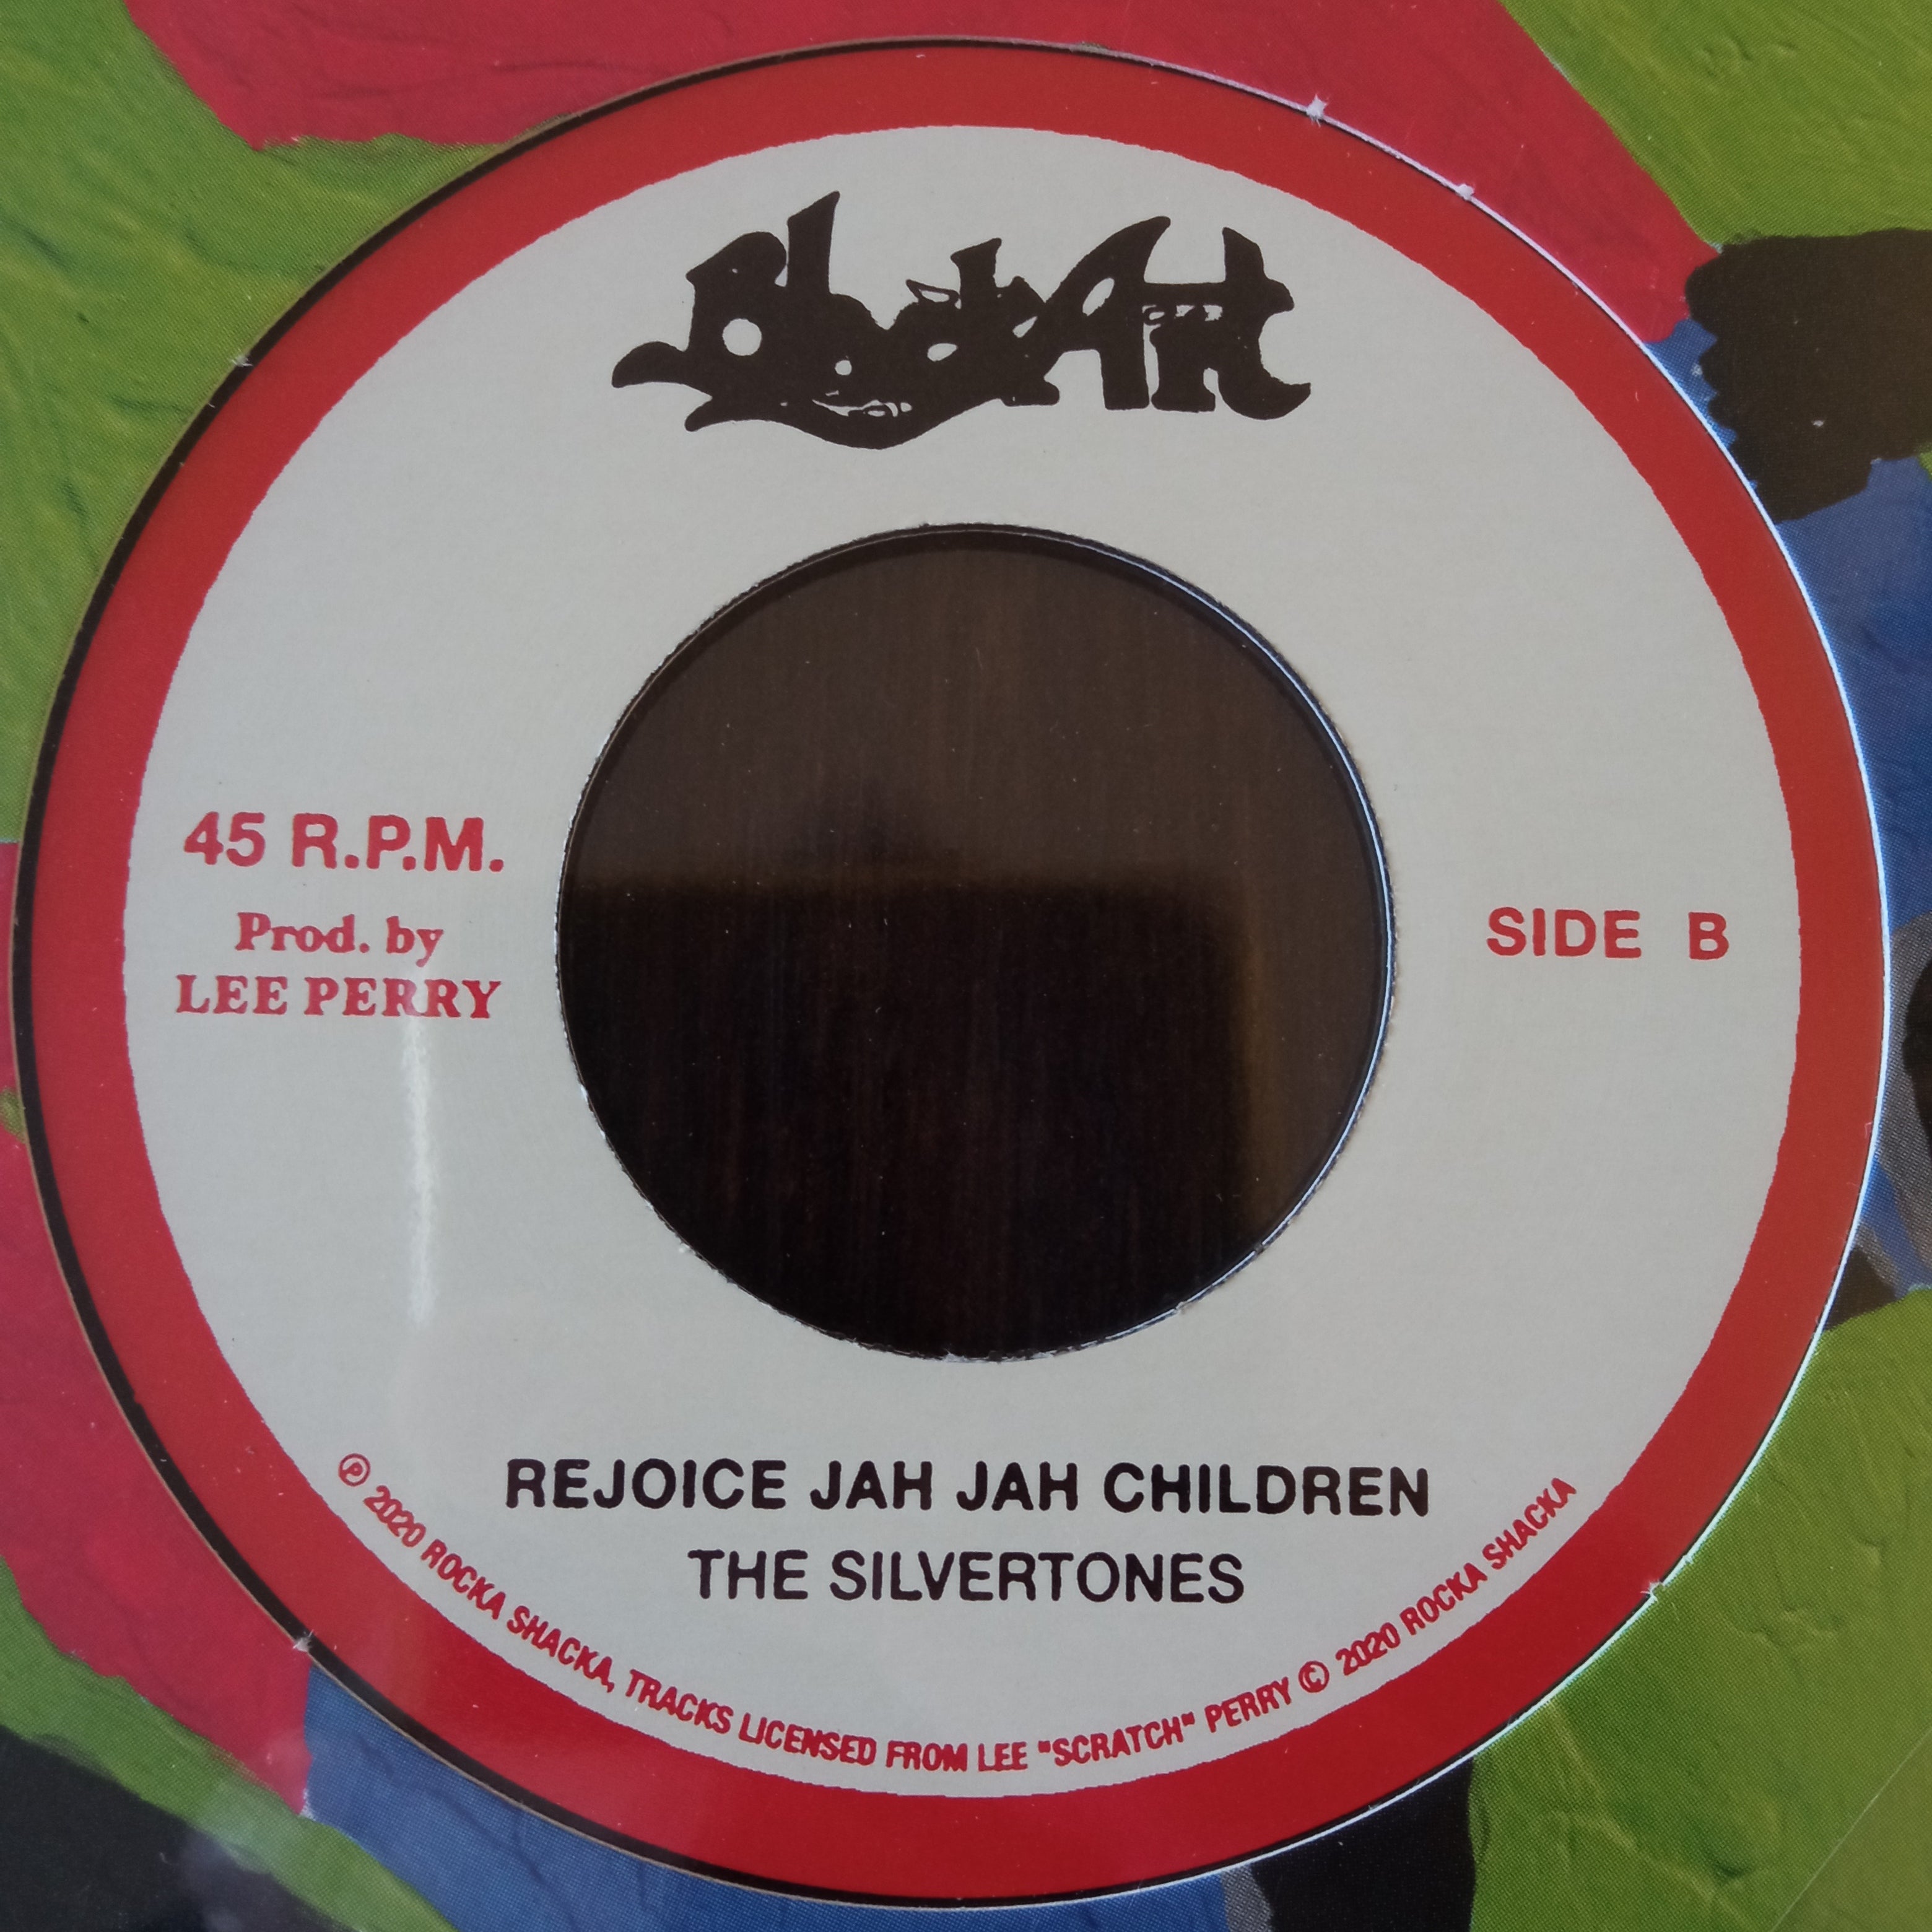 Black Art
45 R.P.M.
Prod. by
LEE PERRY
SIDE B
REJOICE JAH JAH CHILDREN
THE SILVERTONES
℗ 2020 ROCKA SHACKA, TRACKS LICENSED FROM LEE "SCRATCH" PERRY © 2020 ROCKA SHACKA